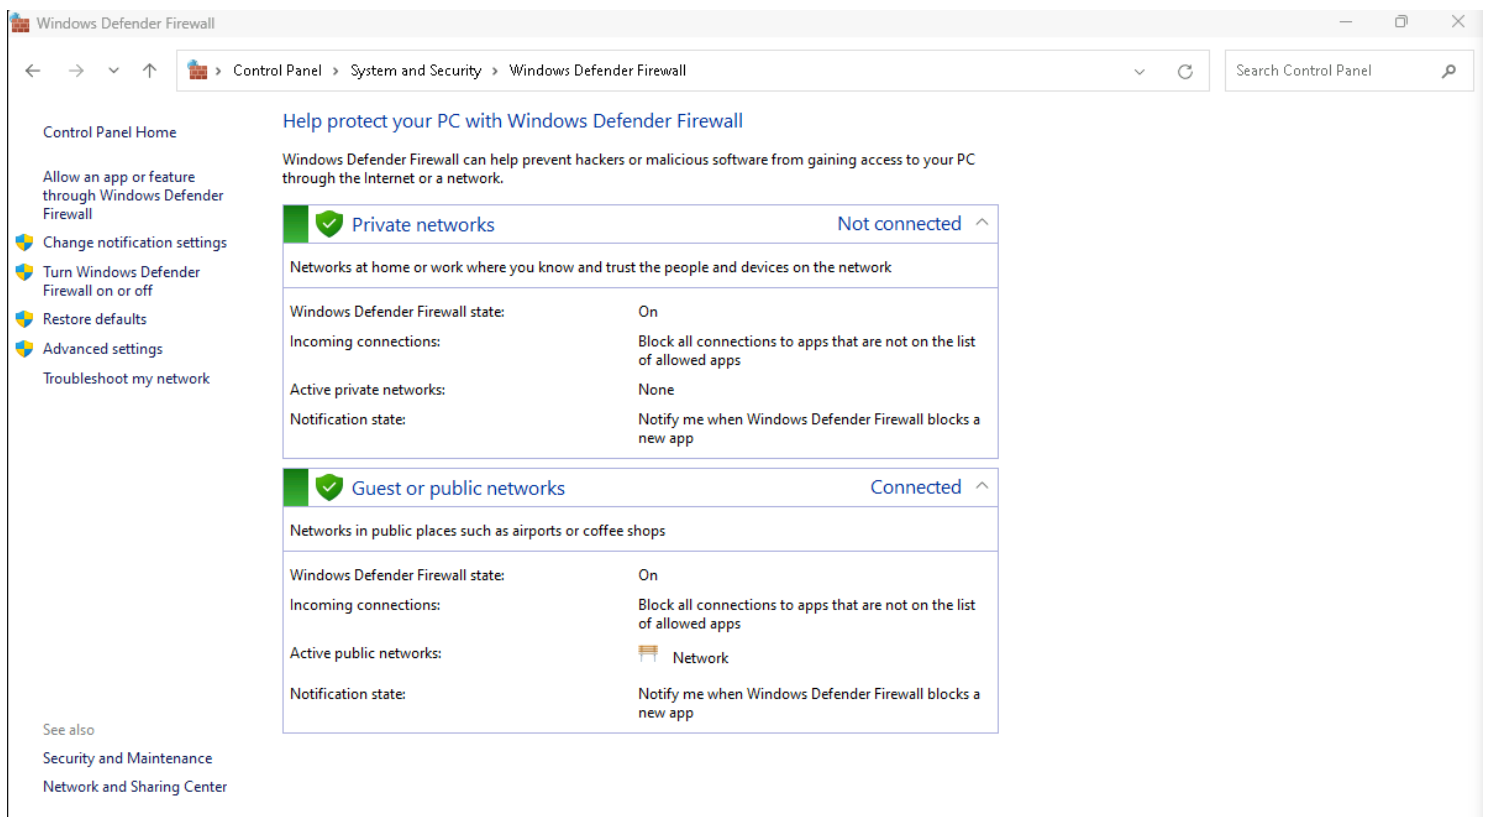 Windows Defender Firewall
Control Panel > System and Security > Windows Defender Firewall
Search Control Panel
Control Panel Home
Allow an app or feature
through Windows Defender
Firewall
Change notification settings
Turn Windows Defender
Firewall on or off
Restore defaults
Advanced settings
Troubleshoot my network
See also
Security and Maintenance
Network and Sharing Center
Help protect your PC with Windows Defender Firewall
Windows Defender Firewall can help prevent hackers or malicious software from gaining access to your PC
through the Internet or a network.
Private networks Not connected
Networks at home or work where you know and trust the people and devices on the network
Windows Defender Firewall state: On
Incoming connections: Block all connections to apps that are not on the list
of allowed apps
Active private networks: None
Notification state: Notify me when Windows Defender Firewall blocks a
new app
Guest or public networks Connected
Networks in public places such as airports or coffee shops
Windows Defender Firewall state: On
Incoming connections: Block all connections to apps that are not on the list
of allowed apps
Active public networks: Network
Notification state: Notify me when Windows Defender Firewall blocks a
new app